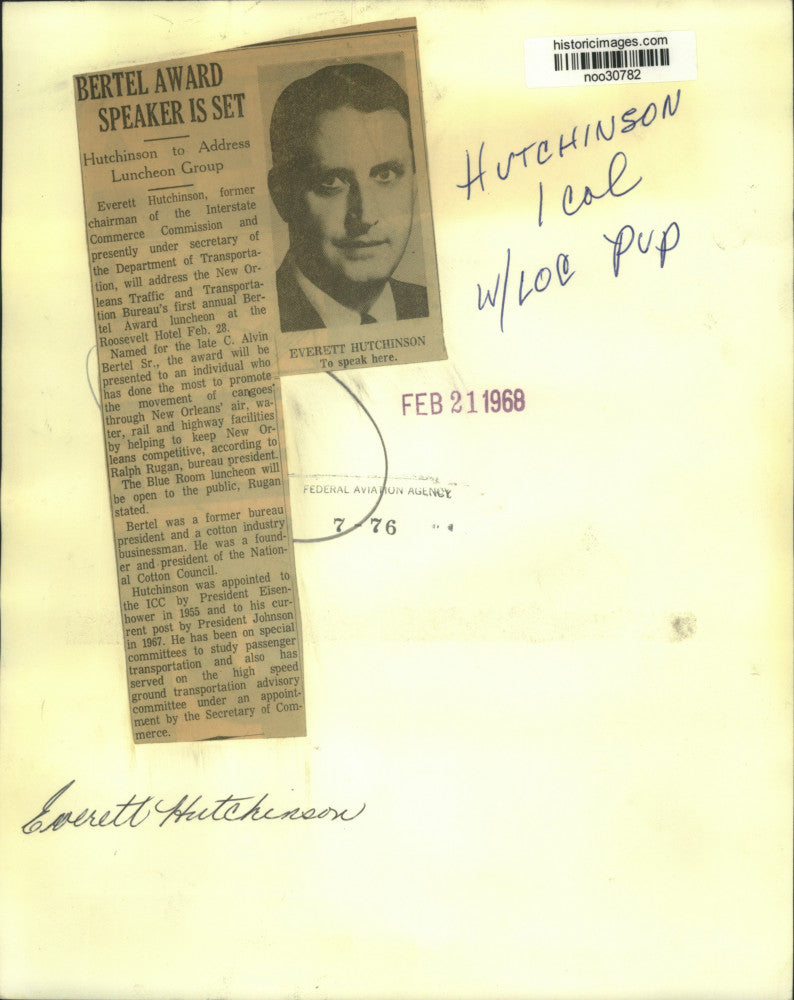 historicimages.com
noo30782
BERTEL AWARD
SPEAKER IS SET
Hutchinson to Address
Luncheon Group
Everett Hutchinson, former
chairman of the Interstate
Commerce Commission and
presently under secretary of
the Department of Transporta-
tion, will address the New Or-
leans Traffic and Transporta-
tion Bureau's first annual Ber-
tel Award luncheon at the
Roosevelt Hotel Feb. 28.
Named for the late C. Alvin
Bertel Sr., the award will be
presented to an individual who
has done the most to promote
the movement of cargoes
through New Orleans' air, wa-
ter, rail and highway facilities
by helping to keep New Or-
leans competitive, according to
Ralph Rugan, bureau president.
The Blue Room luncheon will
be open to the public, Rugan
stated.
Bertel was a former bureau
president and a cotton industry
businessman. He was a found-
er and president of the Nation-
al Cotton Council.
Hutchinson was appointed to
the ICC by President Eisen-
hower in 1955 and to his cur-
rent post by President Johnson
in 1967. He has been on special
committees to study passenger
transportation and also has
served on the high speed
ground transportation advisory
committee under an appoint-
ment by the Secretary of Com-
merce.
EVERETT HUTCHINSON
To speak here.
HUTCHINSON
1 col
W/LOC PUP
FEB 21 1968
FEDERAL AVIATION AGENCY
7-76
Everett Hutchinson